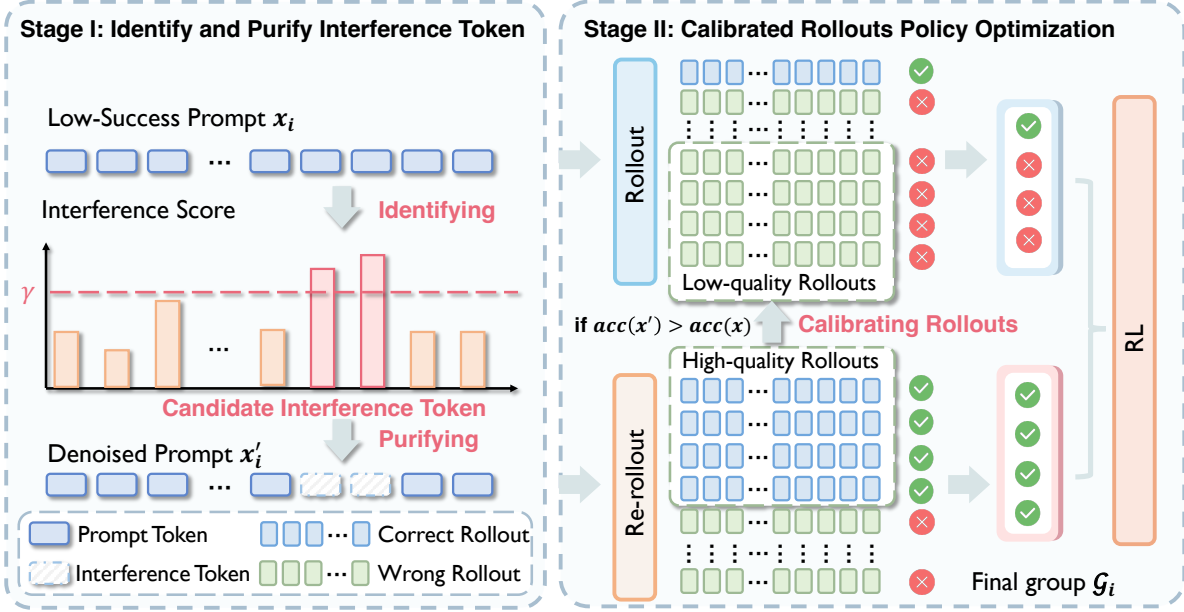 Stage I: Identify and Purify Interference Token
Low-Success Prompt xᵢ
...
Interference Score
Identifying
γ
...
Candidate Interference Token
Purifying
Denoised Prompt x′ᵢ
...
Prompt Token
... Correct Rollout
Interference Token
... Wrong Rollout
Stage II: Calibrated Rollouts Policy Optimization
Rollout
Low-quality Rollouts
if acc(x′) > acc(x)
Calibrating Rollouts
High-quality Rollouts
Re-rollout
RL
Final group 𝒢ᵢ